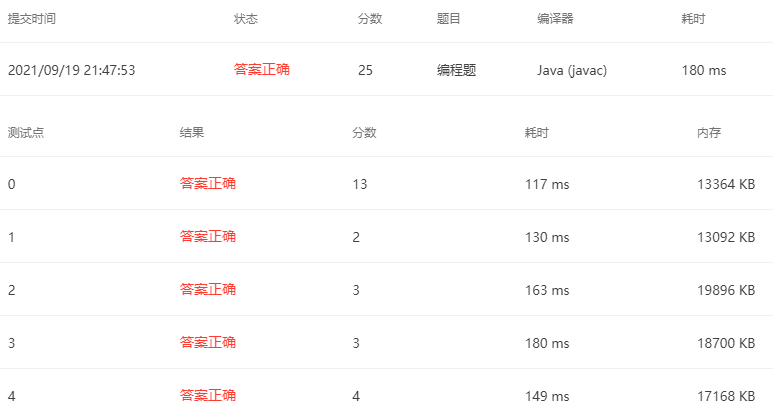 提交时间 状态 分数 题目 编译器 耗时
2021/09/19 21:47:53 答案正确 25 编程题 Java (javac) 180 ms
测试点 结果 分数 耗时 内存
0 答案正确 13 117 ms 13364 KB
1 答案正确 2 130 ms 13092 KB
2 答案正确 3 163 ms 19896 KB
3 答案正确 3 180 ms 18700 KB
4 答案正确 4 149 ms 17168 KB